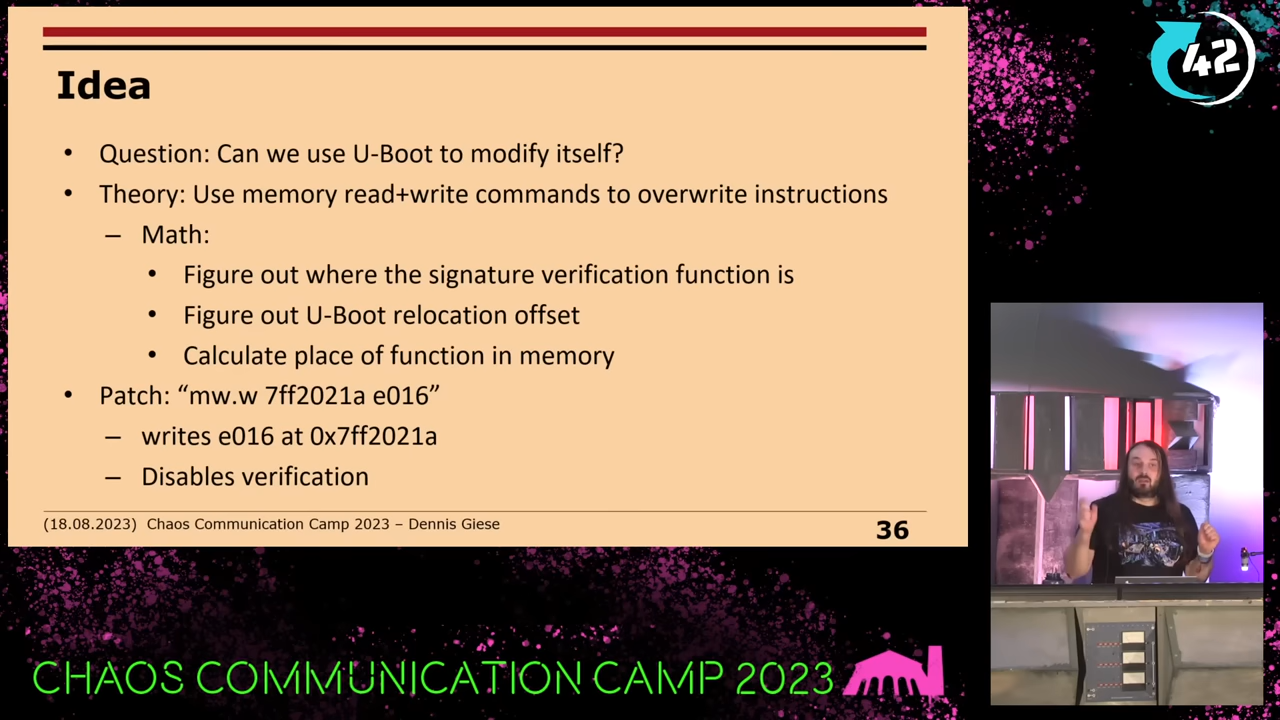 42
Idea
• Question: Can we use U-Boot to modify itself?
• Theory: Use memory read+write commands to overwrite instructions
– Math:
• Figure out where the signature verification function is
• Figure out U-Boot relocation offset
• Calculate place of function in memory
• Patch: “mw.w 7ff2021a e016”
– writes e016 at 0x7ff2021a
– Disables verification
(18.08.2023) Chaos Communication Camp 2023 – Dennis Giese
36
CHAOS COMMUNICATION CAMP 2023